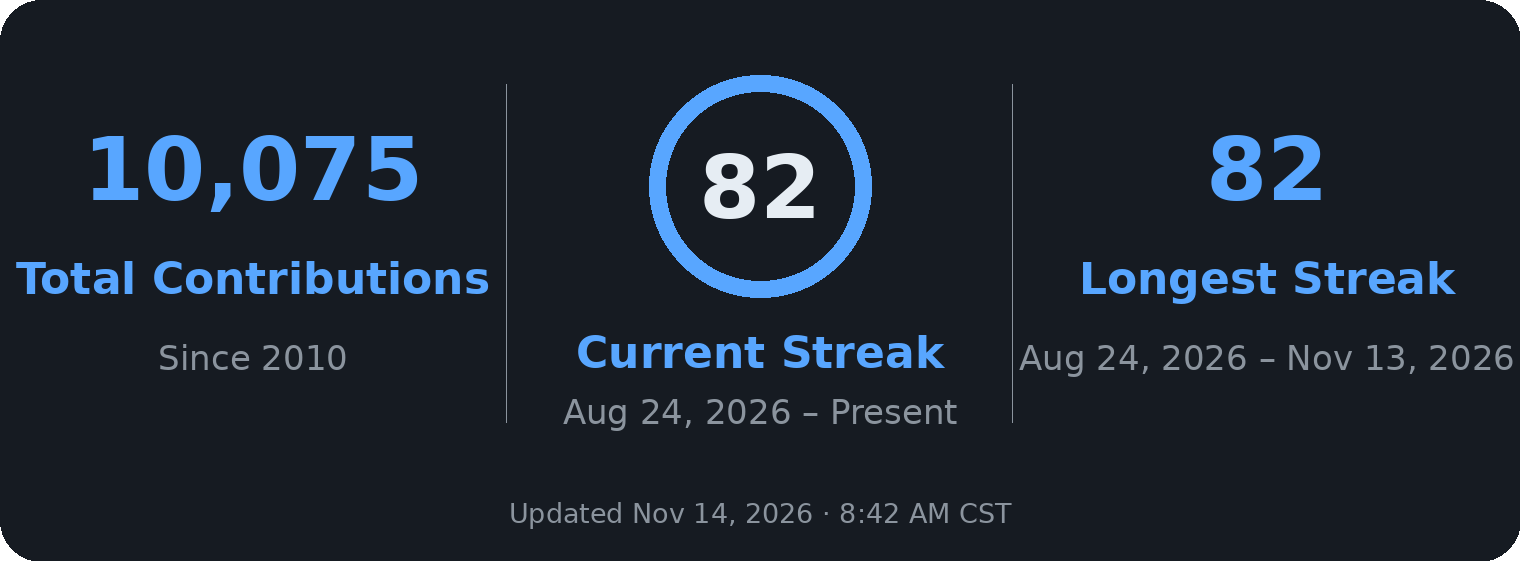 10,075
Total Contributions
Since 2010
82
Current Streak
Aug 24, 2026 – Present
82
Longest Streak
Aug 24, 2026 – Nov 13, 2026
Updated Nov 14, 2026 · 8:42 AM CST